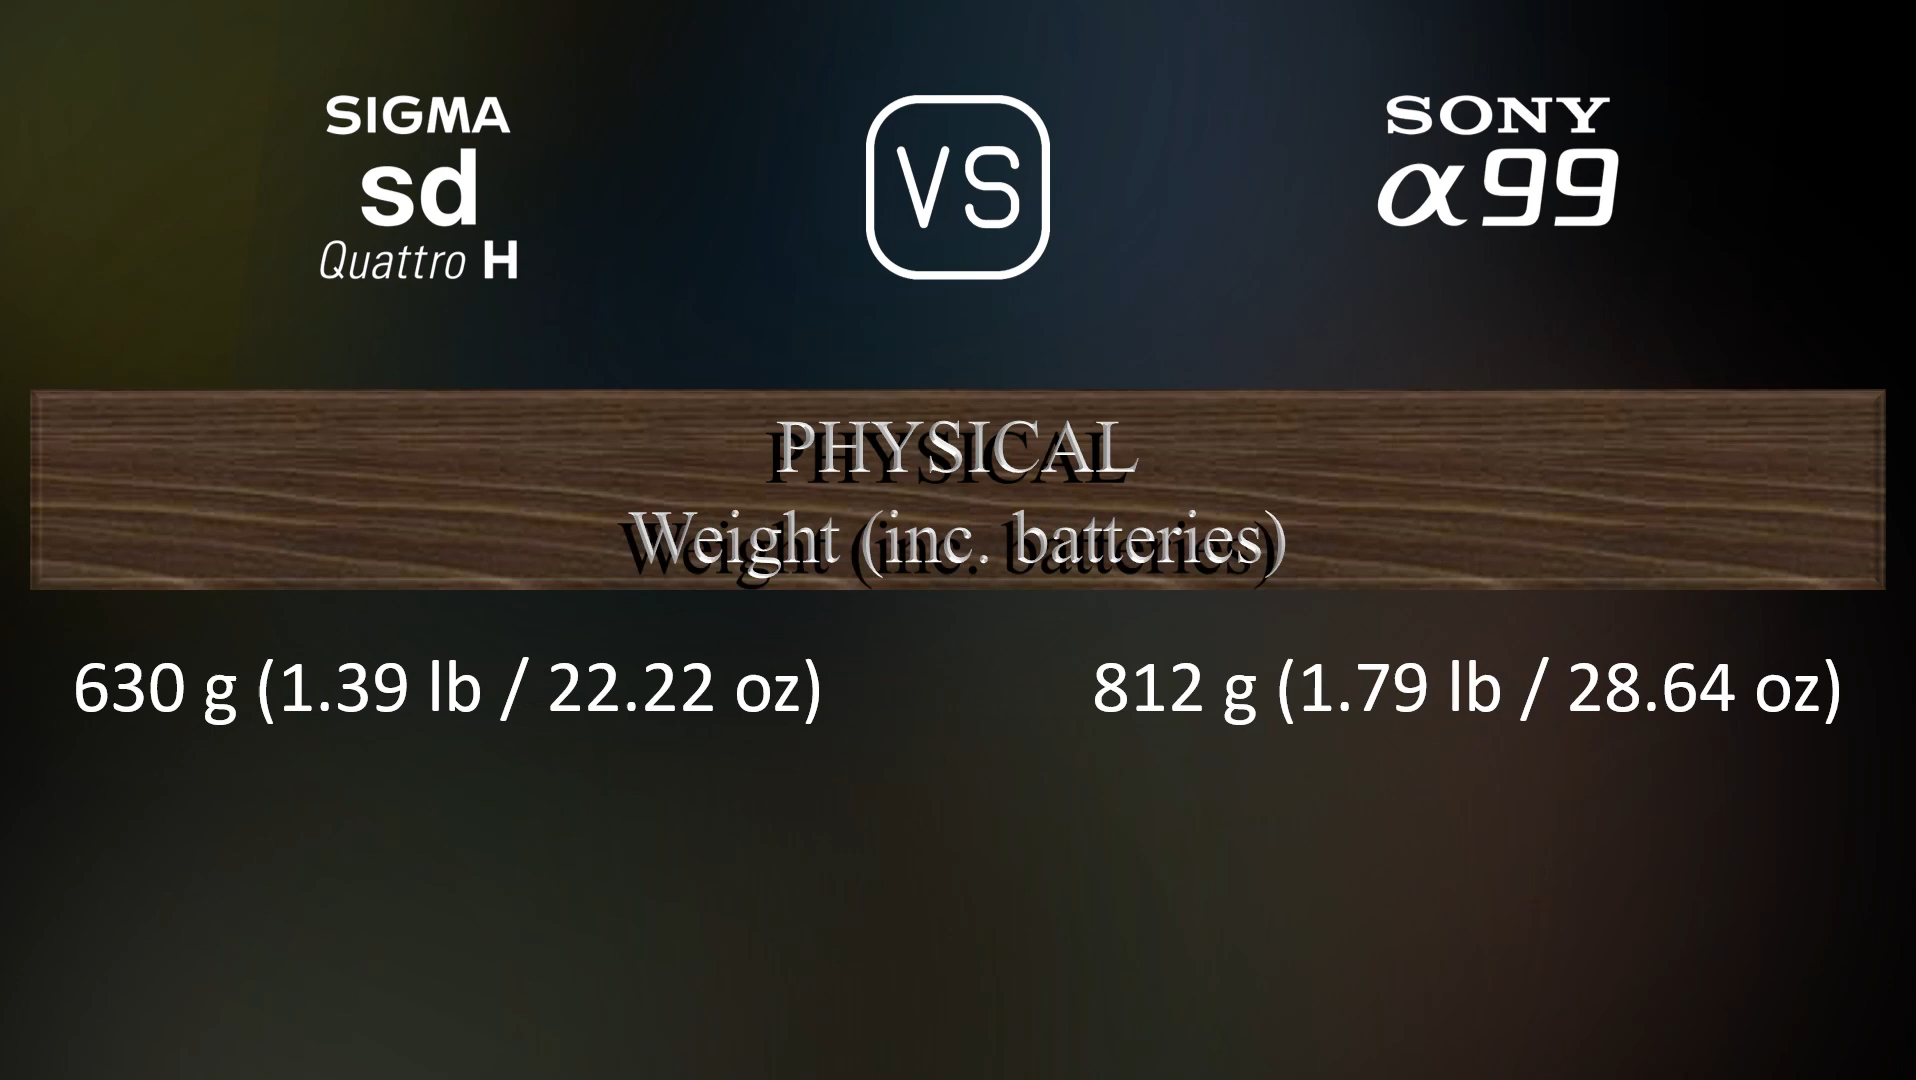 SIGMA
sd
Quattro H
VS
SONY
α99
PHYSICAL
Weight (inc. batteries)
630 g (1.39 lb / 22.22 oz)
812 g (1.79 lb / 28.64 oz)